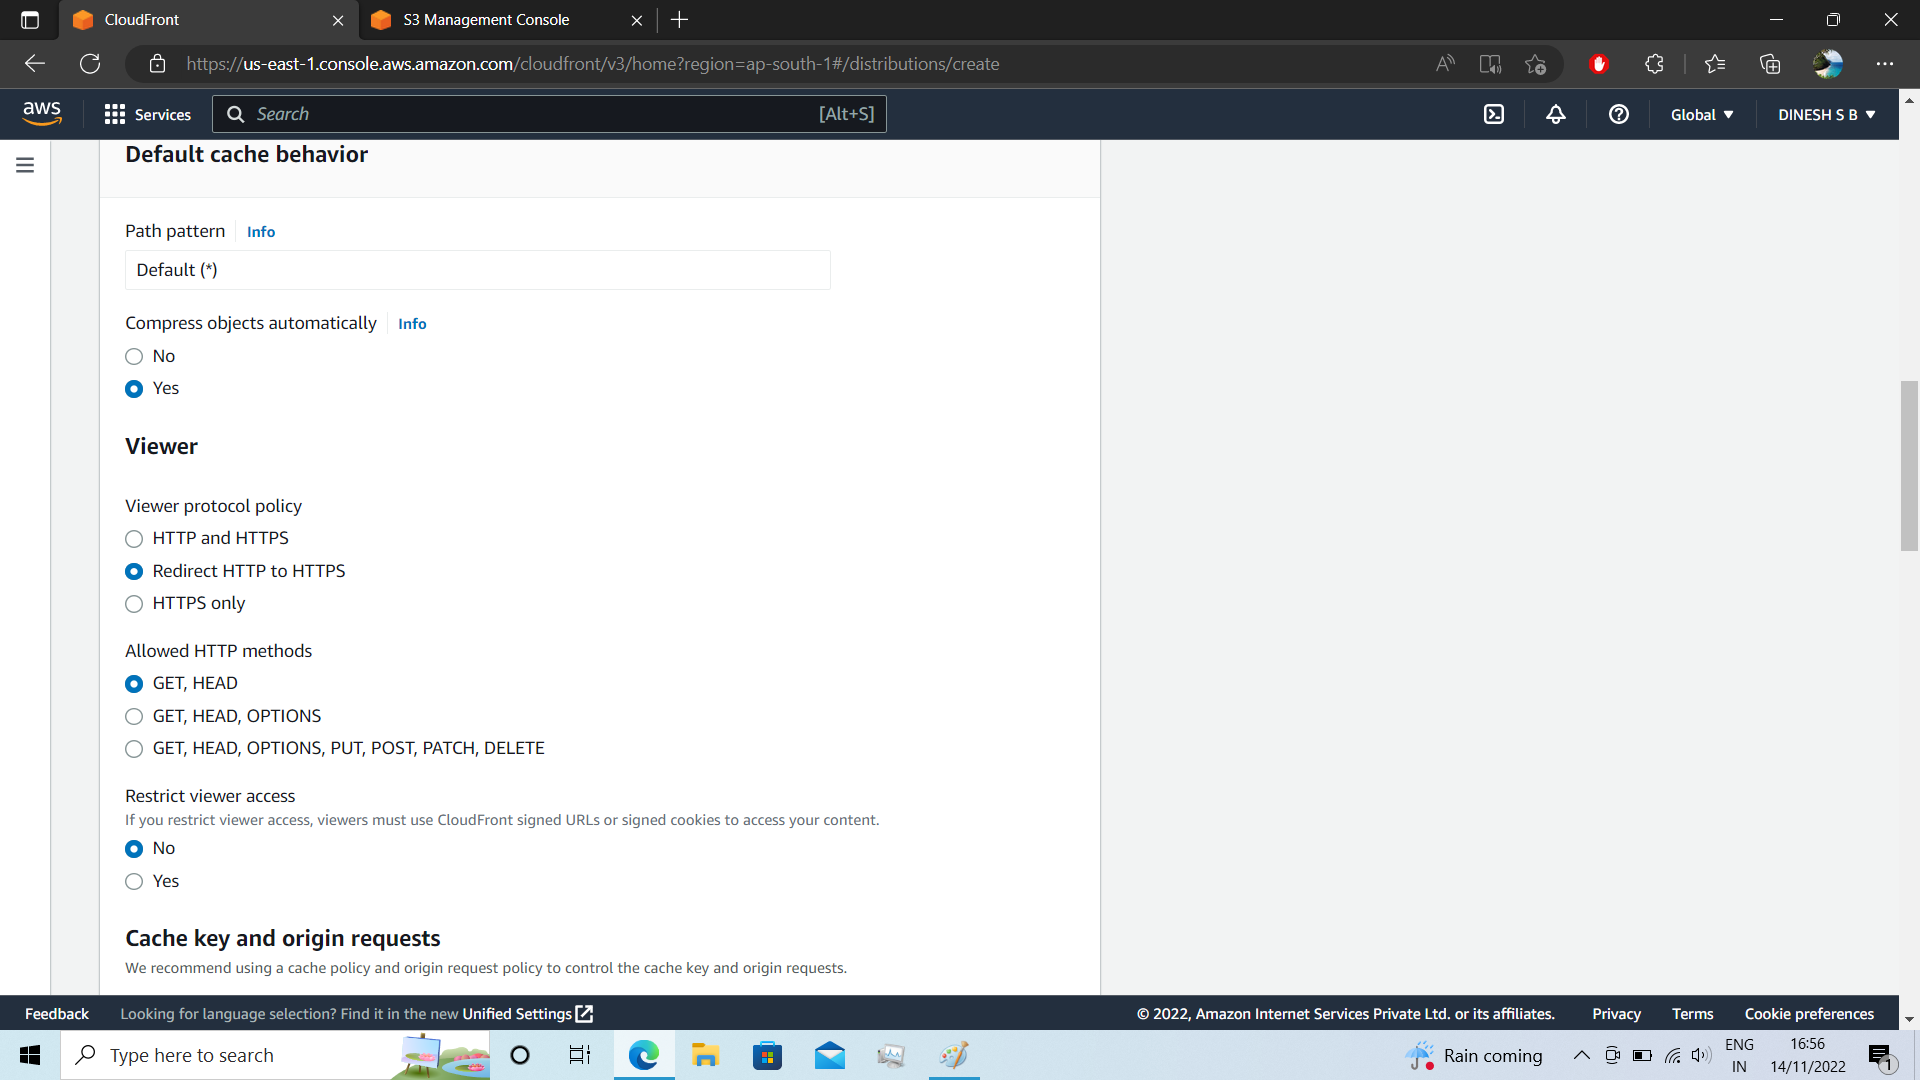 CloudFront
S3 Management Console
https://us-east-1.console.aws.amazon.com/cloudfront/v3/home?region=ap-south-1#/distributions/create
aws
Services
Search
[Alt+S]
Global
DINESH S B
Default cache behavior
Path pattern
Info
Default (*)
Compress objects automatically
Info
No
Yes
Viewer
Viewer protocol policy
HTTP and HTTPS
Redirect HTTP to HTTPS
HTTPS only
Allowed HTTP methods
GET, HEAD
GET, HEAD, OPTIONS
GET, HEAD, OPTIONS, PUT, POST, PATCH, DELETE
Restrict viewer access
If you restrict viewer access, viewers must use CloudFront signed URLs or signed cookies to access your content.
No
Yes
Cache key and origin requests
We recommend using a cache policy and origin request policy to control the cache key and origin requests.
Feedback
Looking for language selection? Find it in the new Unified Settings
© 2022, Amazon Internet Services Private Ltd. or its affiliates.
Privacy
Terms
Cookie preferences
Type here to search
Rain coming
ENG
IN
16:56
14/11/2022
1